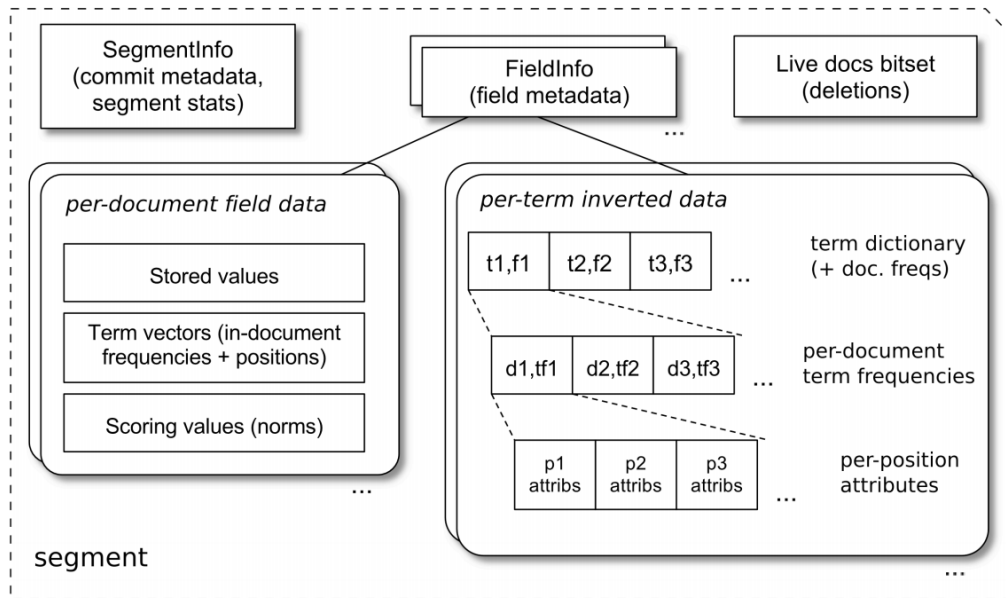 SegmentInfo
(commit metadata,
segment stats)
FieldInfo
(field metadata)
...
Live docs bitset
(deletions)
per-document field data
Stored values
Term vectors (in-document
frequencies + positions)
Scoring values (norms)
...
per-term inverted data
t1,f1 t2,f2 t3,f3 ...
term dictionary
(+ doc. freqs)
d1,tf1 d2,tf2 d3,tf3 ...
per-document
term frequencies
p1 p2 p3
attribs attribs attribs ...
per-position
attributes
...
segment